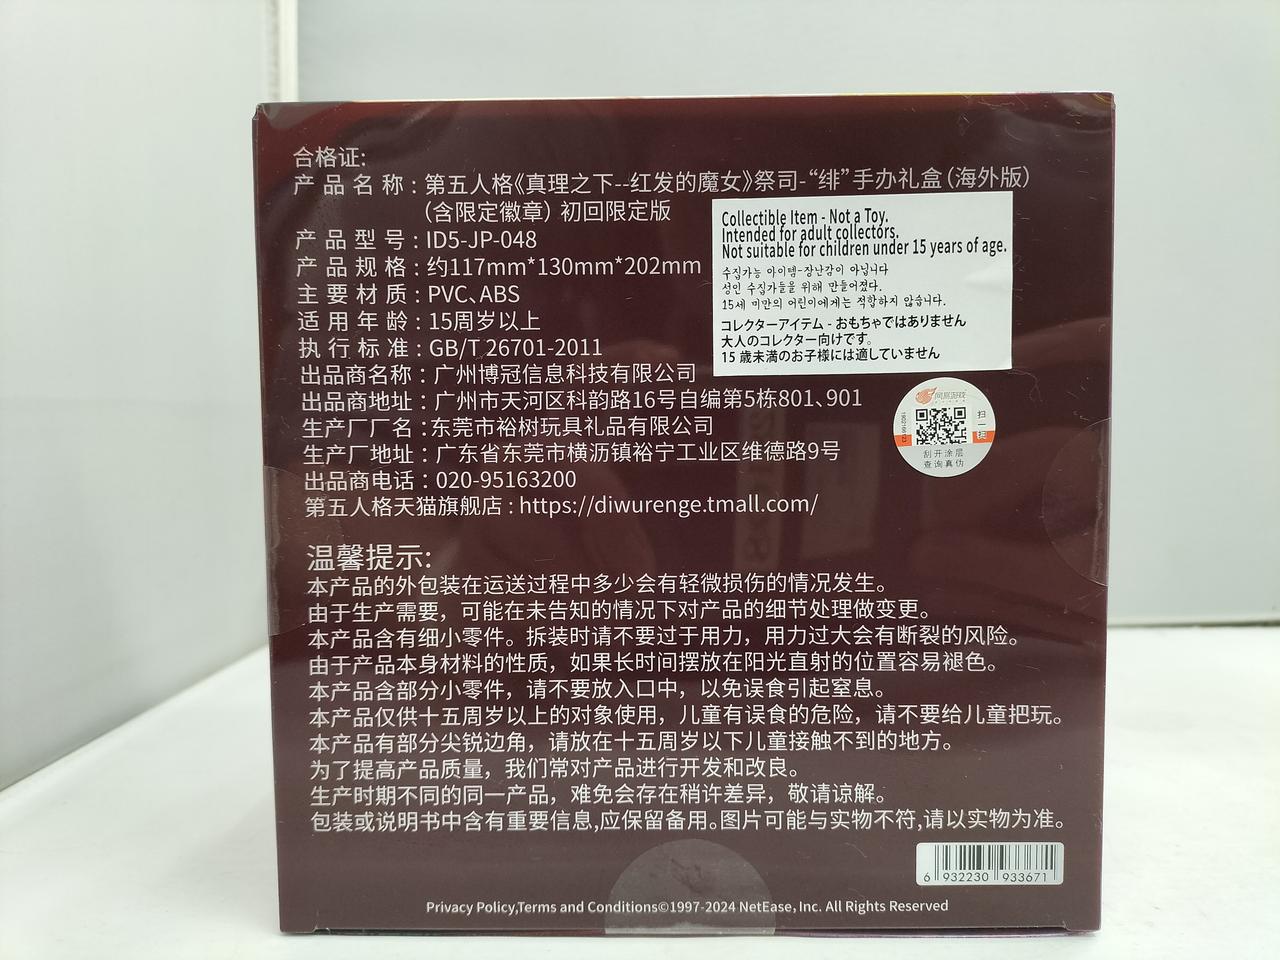 合格证:
产品名称：第五人格《真理之下--红发的魔女》祭司-“绯”手办礼盒（海外版）
（含限定徽章）初回限定版
产品型号：ID5-JP-048
产品规格：约117mm*130mm*202mm
主要材质：PVC、ABS
适用年龄：15周岁以上
执行标准：GB/T 26701-2011
出品商名称：广州博冠信息科技有限公司
出品商地址：广州市天河区科韵路16号自编第5栋801、901
生产厂厂名：东莞市裕树玩具礼品有限公司
生产厂地址：广东省东莞市横沥镇裕宁工业区维德路9号
出品商电话：020-95163200
第五人格天猫旗舰店：https://diwurenge.tmall.com/
Collectible Item - Not a Toy.
Intended for adult collectors.
Not suitable for children under 15 years of age.
수집가능 아이템-장난감이 아닙니다
성인 수집가들을 위해 만들어졌다.
15세 미만의 어린이에게는 적합하지 않습니다.
コレクターアイテム - おもちゃではありません
大人のコレクター向けです。
15 歳未満のお子様には適していません
网易游戏
扫一扫
刮开涂层
查询真伪
温馨提示:
本产品的外包装在运送过程中多少会有轻微损伤的情况发生。
由于生产需要，可能在未告知的情况下对产品的细节处理做变更。
本产品含有细小零件。拆装时请不要过于用力，用力过大会有断裂的风险。
由于产品本身材料的性质，如果长时间摆放在阳光直射的位置容易褪色。
本产品含部分小零件，请不要放入口中，以免误食引起窒息。
本产品仅供十五周岁以上的对象使用，儿童有误食的危险，请不要给儿童把玩。
本产品有部分尖锐边角，请放在十五周岁以下儿童接触不到的地方。
为了提高产品质量，我们常对产品进行开发和改良。
生产时期不同的同一产品，难免会存在稍许差异，敬请谅解。
包装或说明书中含有重要信息,应保留备用。图片可能与实物不符,请以实物为准。
6 932230 933671
Privacy Policy,Terms and Conditions©1997-2024 NetEase, Inc. All Rights Reserved